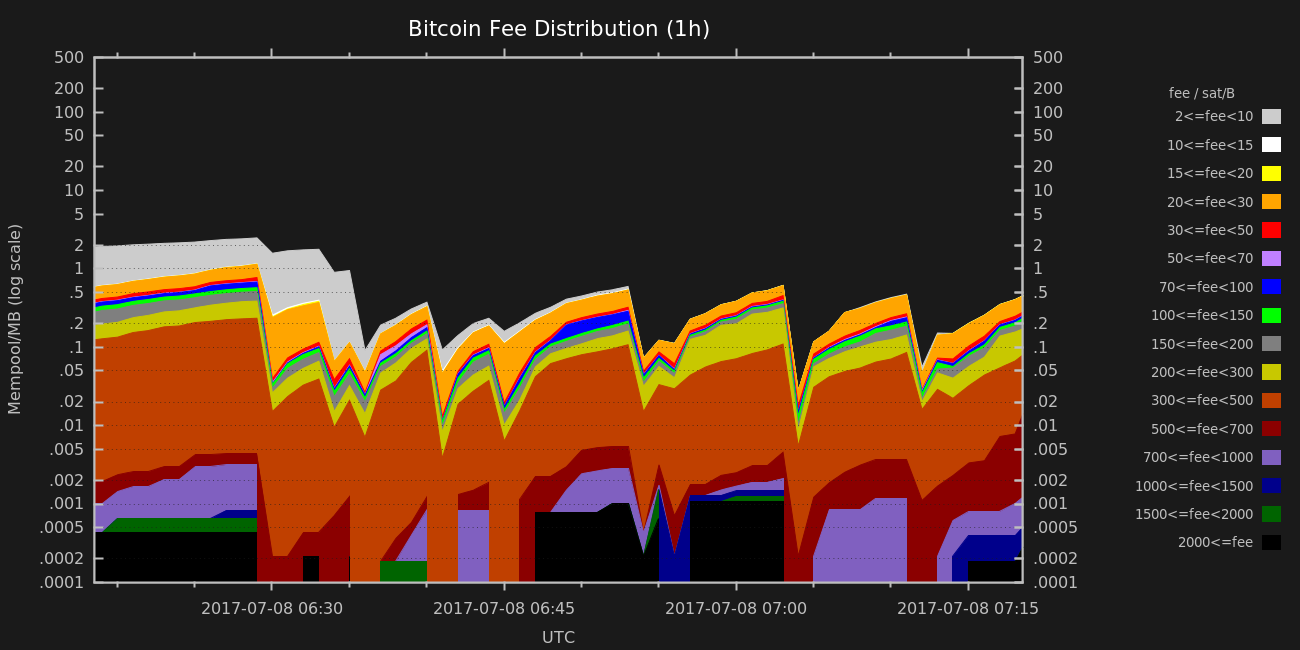 Bitcoin Fee Distribution (1h)
500 500
200 200
100 100
50 50
20 20
10 10
5 5
2 2
1 1
.5 .5
.2 .2
.1 .1
.05 .05
.02 .02
.01 .01
.005 .005
.002 .002
.001 .001
.0005 .0005
.0002 .0002
.0001 .0001
Mempool/MB (log scale)
2017-07-08 06:30 2017-07-08 06:45 2017-07-08 07:00 2017-07-08 07:15
UTC
fee / sat/B
2<=fee<10
10<=fee<15
15<=fee<20
20<=fee<30
30<=fee<50
50<=fee<70
70<=fee<100
100<=fee<150
150<=fee<200
200<=fee<300
300<=fee<500
500<=fee<700
700<=fee<1000
1000<=fee<1500
1500<=fee<2000
2000<=fee